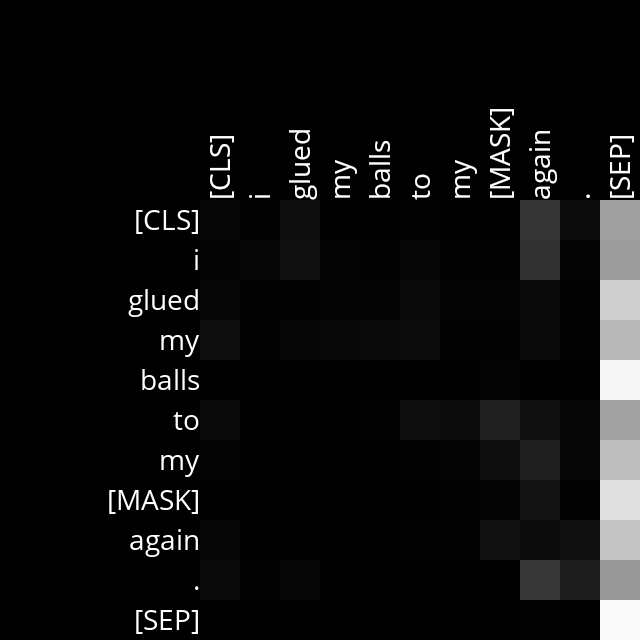 [CLS] i glued my balls to my [MASK] again . [SEP]
[CLS]
i
glued
my
balls
to
my
[MASK]
again
.
[SEP]